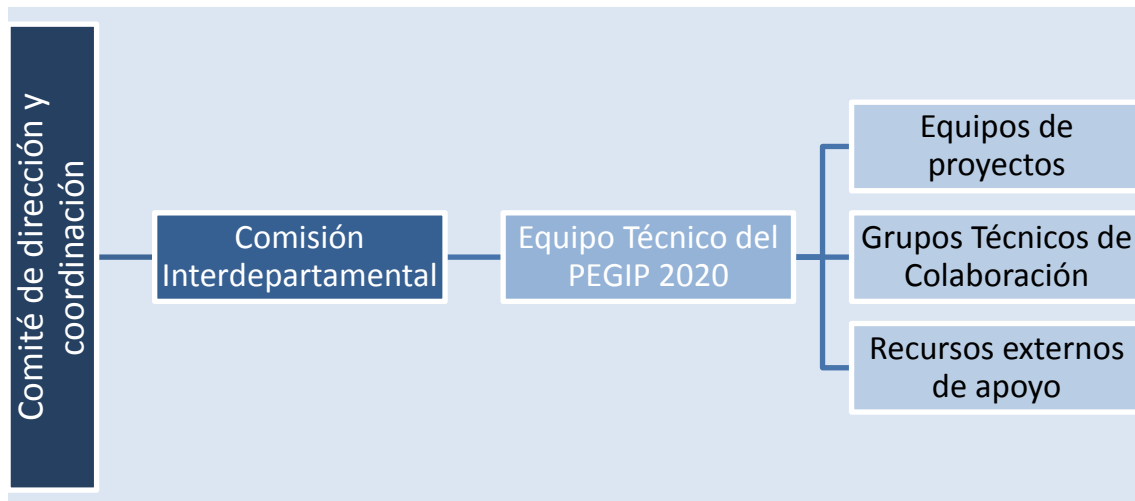 Comité de dirección y
coordinación
Comisión
Interdepartamental
Equipo Técnico del
PEGIP 2020
Equipos de
proyectos
Grupos Técnicos de
Colaboración
Recursos externos
de apoyo